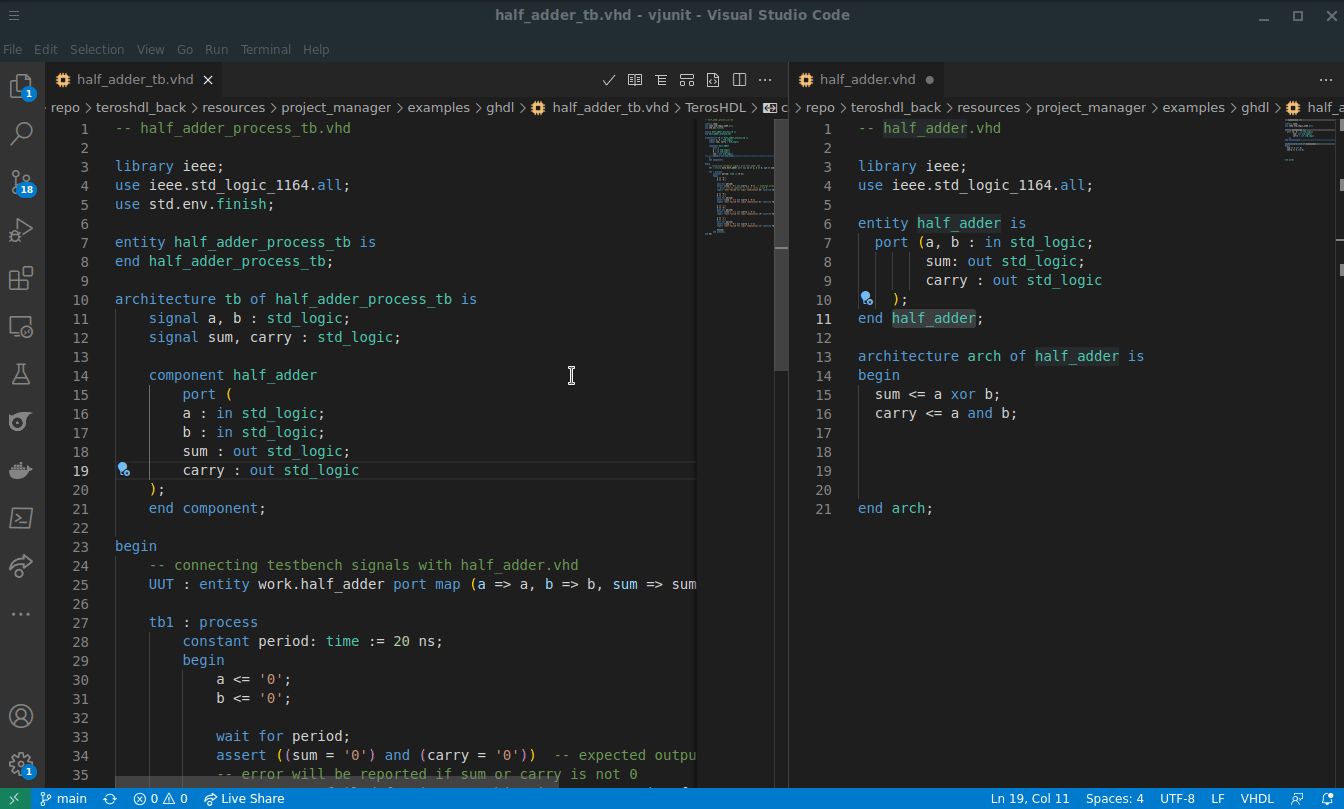 half_adder_tb.vhd - vjunit - Visual Studio Code
File Edit Selection View Go Run Terminal Help
half_adder_tb.vhd
repo > teroshdl_back > resources > project_manager > examples > ghdl > half_adder_tb.vhd > TerosHDL > c
1 -- half_adder_process_tb.vhd
2
3 library ieee;
4 use ieee.std_logic_1164.all;
5 use std.env.finish;
6
7 entity half_adder_process_tb is
8 end half_adder_process_tb;
9
10 architecture tb of half_adder_process_tb is
11 signal a, b : std_logic;
12 signal sum, carry : std_logic;
13
14 component half_adder
15 port (
16 a : in std_logic;
17 b : in std_logic;
18 sum : out std_logic;
19 carry : out std_logic
20 );
21 end component;
22
23 begin
24 -- connecting testbench signals with half_adder.vhd
25 UUT : entity work.half_adder port map (a => a, b => b, sum => sum
26
27 tb1 : process
28 constant period: time := 20 ns;
29 begin
30 a <= '0';
31 b <= '0';
32
33 wait for period;
34 assert ((sum = '0') and (carry = '0')) -- expected outpu
35 -- error will be reported if sum or carry is not 0
half_adder.vhd
repo > teroshdl_back > resources > project_manager > examples > ghdl > half_a
1 -- half_adder.vhd
2
3 library ieee;
4 use ieee.std_logic_1164.all;
5
6 entity half_adder is
7 port (a, b : in std_logic;
8 sum: out std_logic;
9 carry : out std_logic
10 );
11 end half_adder;
12
13 architecture arch of half_adder is
14 begin
15 sum <= a xor b;
16 carry <= a and b;
17
18
19
20
21 end arch;
1
18
1
main 0 0 Live Share Ln 19, Col 11 Spaces: 4 UTF-8 LF VHDL